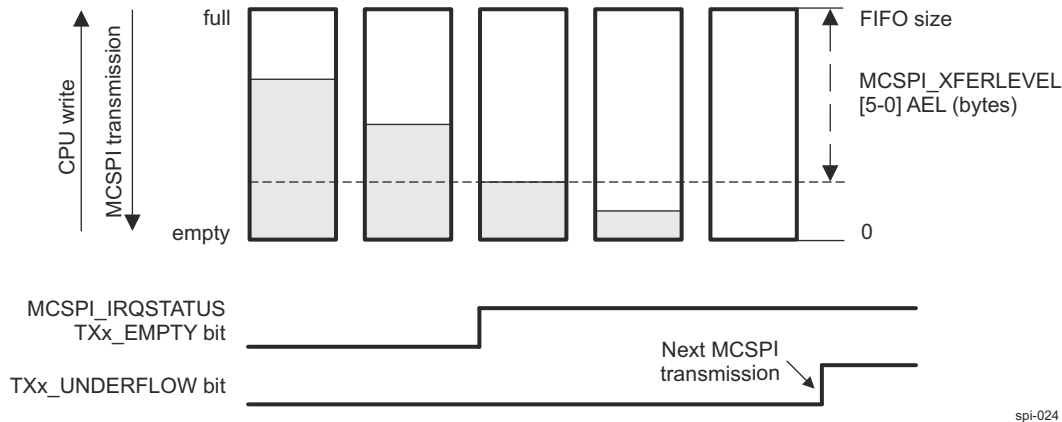 full
FIFO size
CPU write
MCSPI transmission
MCSPI_XFERLEVEL
[5-0] AEL (bytes)
empty
0
MCSPI_IRQSTATUS
TXx_EMPTY bit
Next MCSPI
transmission
TXx_UNDERFLOW bit
spi-024